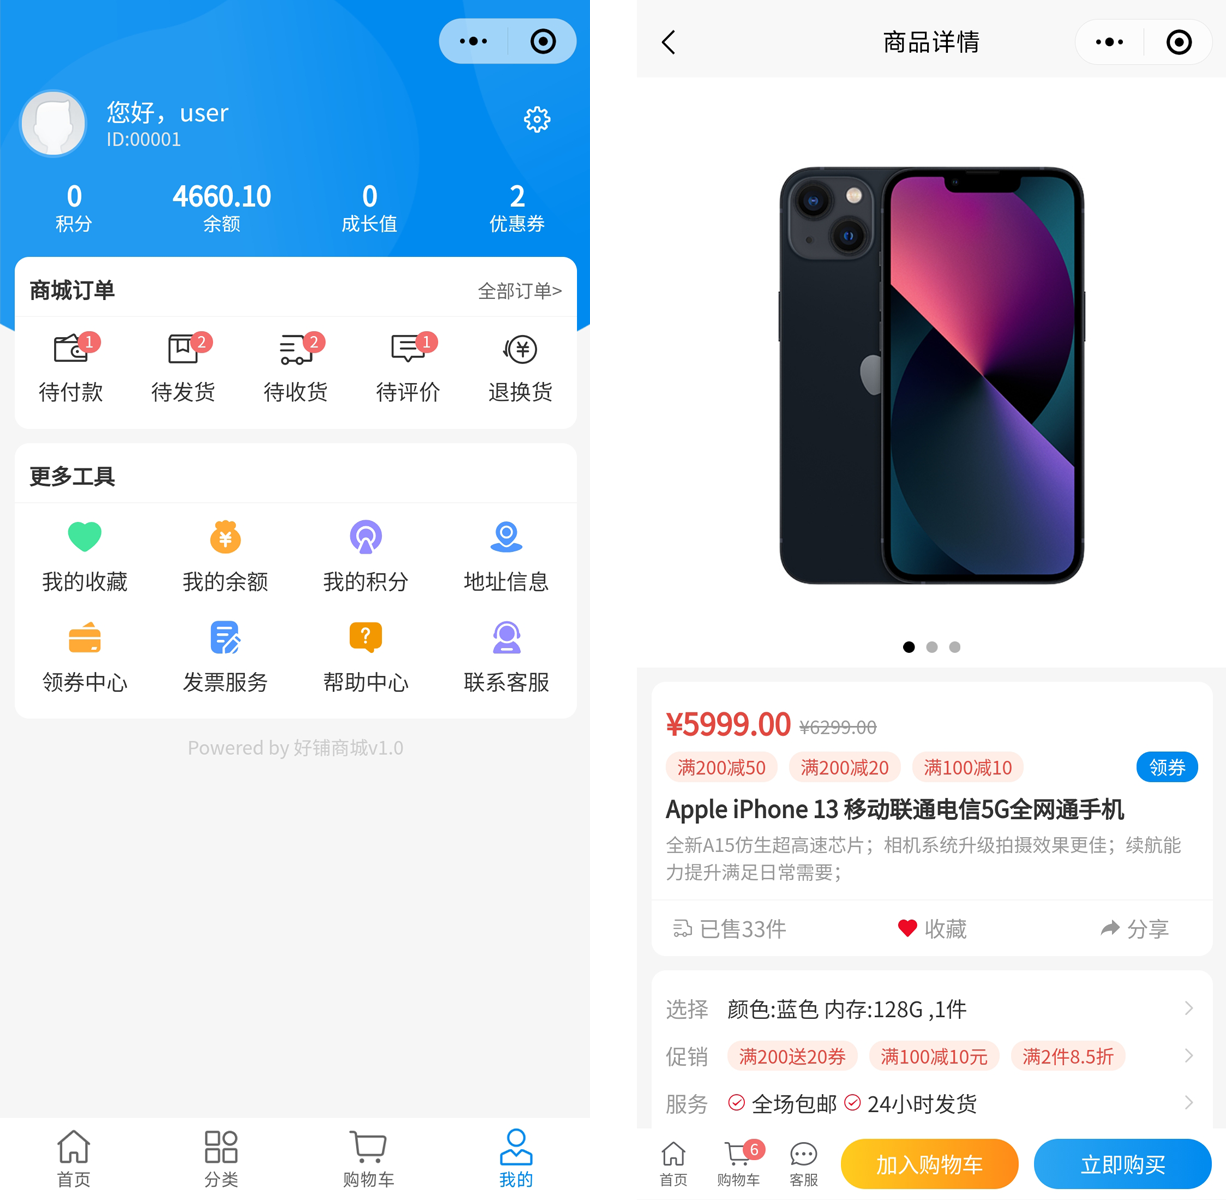 您好，user
ID:00001
0
积分
4660.10
余额
0
成长值
2
优惠券
商城订单
全部订单>
1
待付款
2
待发货
2
待收货
1
待评价
¥
退换货
更多工具
我的收藏
¥
我的余额
我的积分
地址信息
领券中心
发票服务
?
帮助中心
联系客服
Powered by 好铺商城v1.0
首页
分类
购物车
我的
商品详情
¥5999.00 ¥6299.00
满200减50 满200减20 满100减10 领券
Apple iPhone 13 移动联通电信5G全网通手机
全新A15仿生超高速芯片；相机系统升级拍摄效果更佳；续航能
力提升满足日常需要；
已售33件 收藏 分享
选择 颜色:蓝色 内存:128G ,1件
促销 满200送20券 满100减10元 满2件8.5折
服务 全场包邮 24小时发货
首页
6
购物车
客服
加入购物车
立即购买